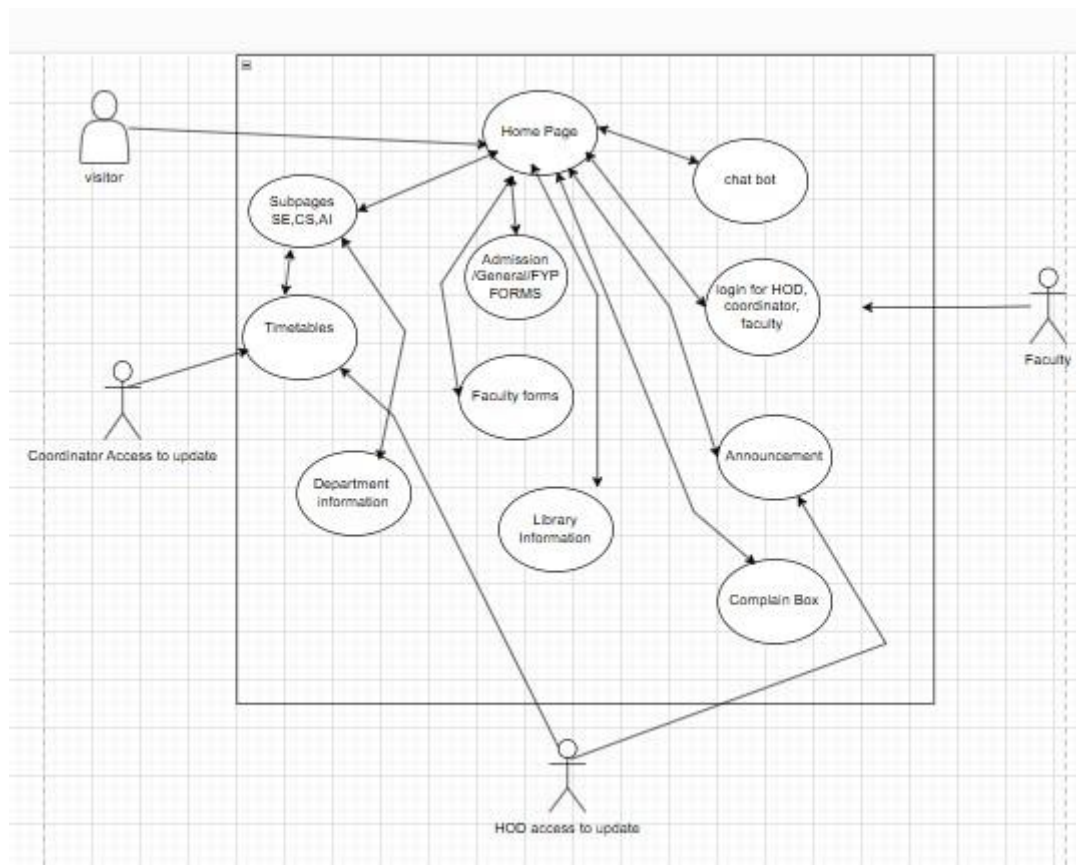 Home Page
visitor
chat bot
Subpages
SE,CS,AI
Admission
/General/FYP
FORMS
login for HOD,
coordinator,
faculty
Timetables
Faculty
Faculty forms
Coordinator Access to update
Announcement
Department
information
Library
Information
Complain Box
HOD access to update